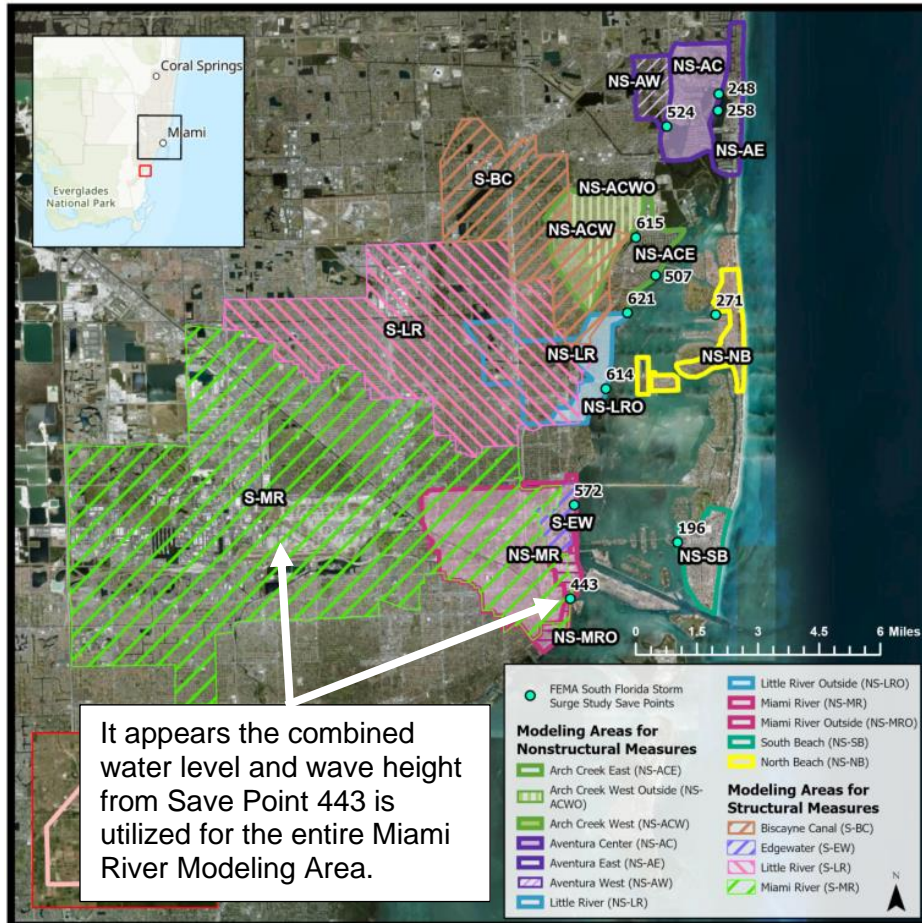 Coral Springs
Miami
Everglades
National Park
NS-AW
NS-AC
248
258
524
NS-AE
S-BC
NS-ACWO
NS-ACW
615
NS-ACE
507
621
271
S-LR
NS-LR
NS-NB
614
NS-LRO
S-MR
572
S-EW
196
NS-SB
NS-MR
443
NS-MRO
0 1.5 3 4.5 6 Miles
It appears the combined
water level and wave height
from Save Point 443 is
utilized for the entire Miami
River Modeling Area.
FEMA South Florida Storm
Surge Study Save Points
Modeling Areas for
Nonstructural Measures
Arch Creek East (NS-ACE)
Arch Creek West Outside (NS-
ACWO)
Arch Creek West (NS-ACW)
Aventura Center (NS-AC)
Aventura East (NS-AE)
Aventura West (NS-AW)
Little River (NS-LR)
Little River Outside (NS-LRO)
Miami River (NS-MR)
Miami River Outside (NS-MRO)
South Beach (NS-SB)
North Beach (NS-NB)
Modeling Areas for
Structural Measures
Biscayne Canal (S-BC)
Edgewater (S-EW)
Little River (S-LR)
Miami River (S-MR)
N